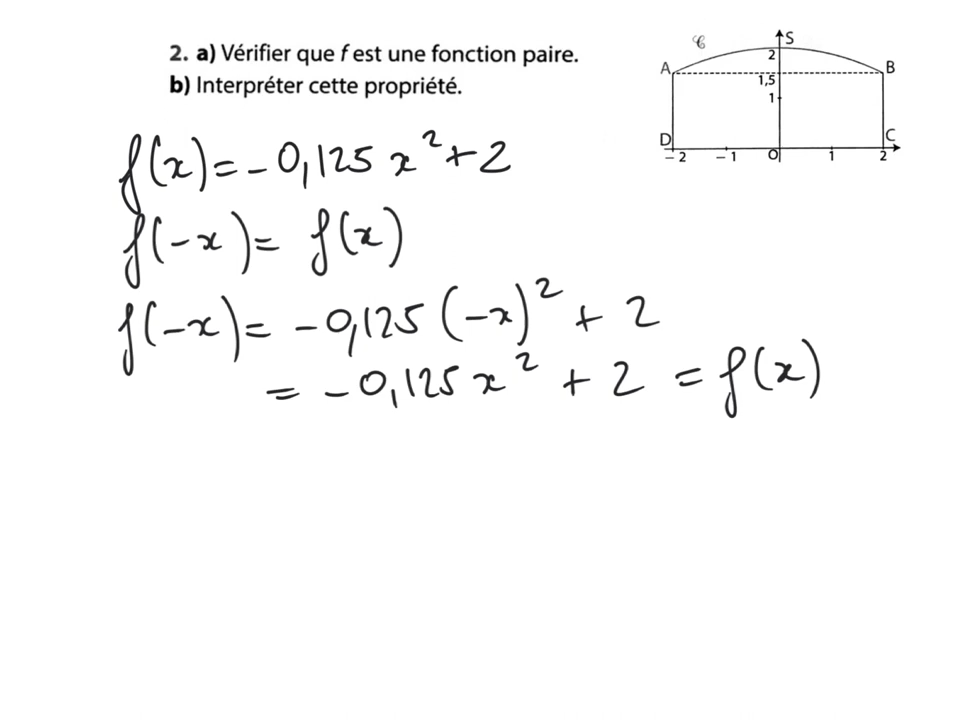 2. a) Vérifier que f est une fonction paire.
b) Interpréter cette propriété.
𝒞 S
2
A B
1,5
1
D C
−2 −1 O 1 2
f(x)=-0,125 x²+2
f(-x)= f(x)
f(-x)= -0,125 (-x)² + 2
= -0,125 x² + 2 = f(x)